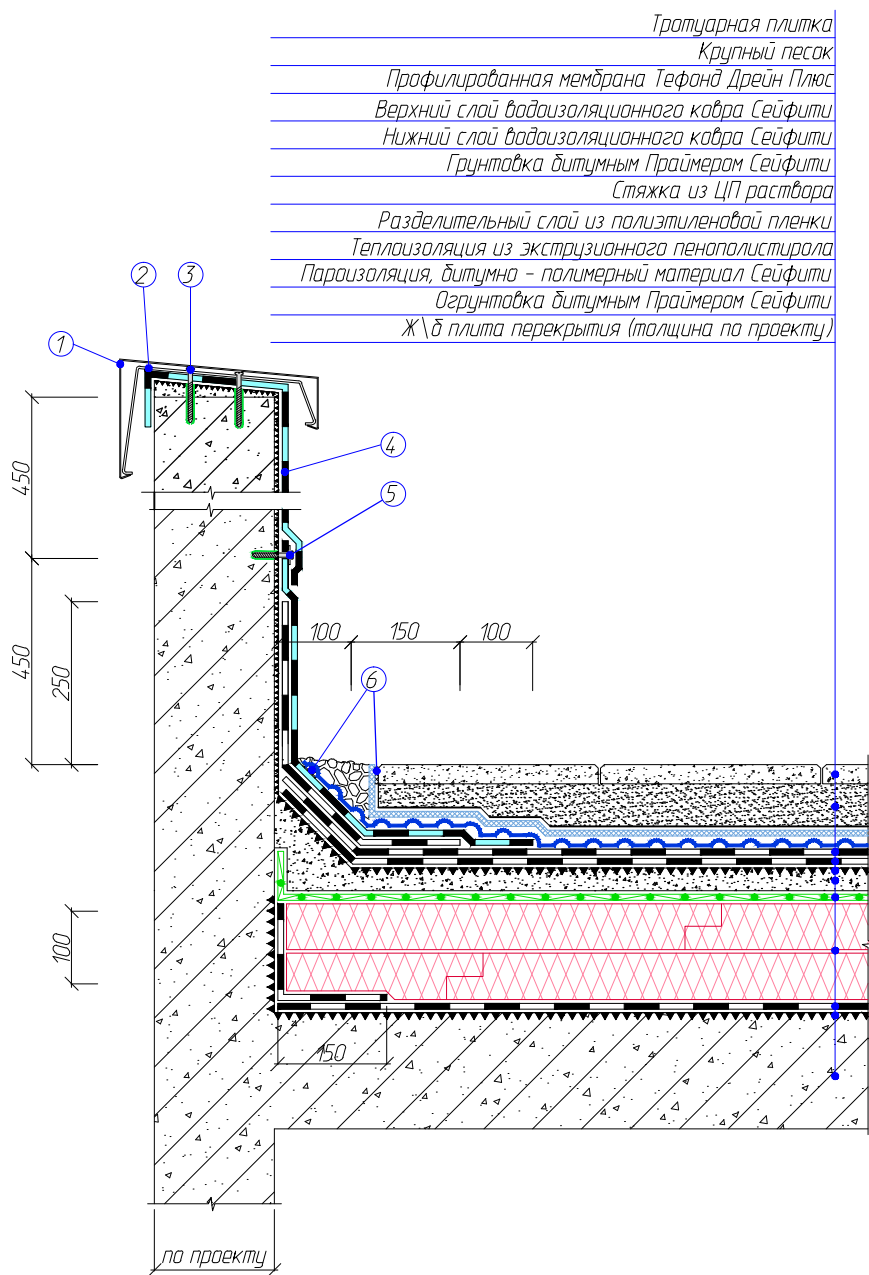 Тротуарная плитка
Крупный песок
Профилированная мембрана Тефонд Дрейн Плюс
Верхний слой водоизоляционного ковра Сейфити
Нижний слой водоизоляционного ковра Сейфити
Грунтовка битумным Праймером Сейфити
Стяжка из ЦП раствора
Разделительный слой из полиэтиленовой пленки
Теплоизоляция из экструзионного пенополистирола
Пароизоляция, битумно - полимерный материал Сейфити
Огрунтовка битумным Праймером Сейфити
Ж\б плита перекрытия (толщина по проекту)
2 3
1
4
450
5
100 150 100
450
250
6
100
150
по проекту